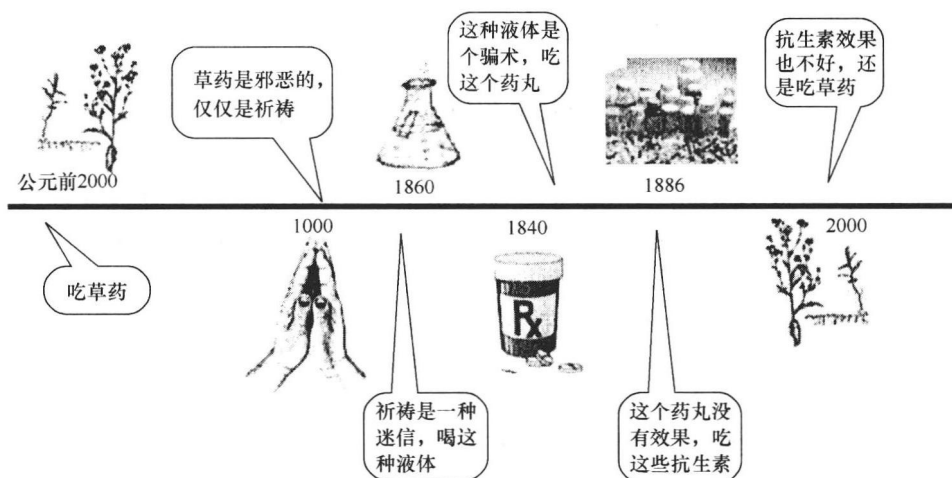 草药是邪恶的，
仅仅是祈祷
这种液体是
个骗术，吃
这个药丸
抗生素效果
也不好，还
是吃草药
公元前2000
1860
1886
1000
1840
2000
吃草药
Rx
祈祷是一种
迷信，喝这
种液体
这个药丸没
有效果，吃
这些抗生素